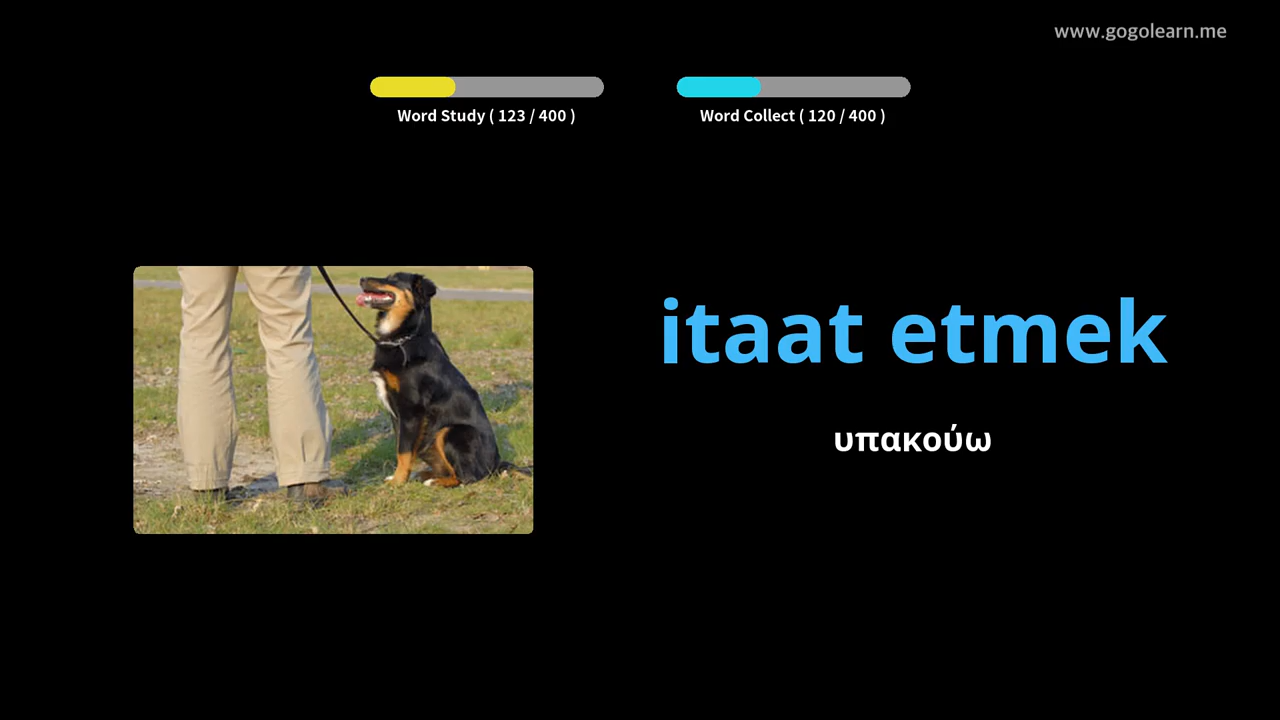 www.gogolearn.me
Word Study ( 123 / 400 )
Word Collect ( 120 / 400 )
itaat etmek
υπακούω